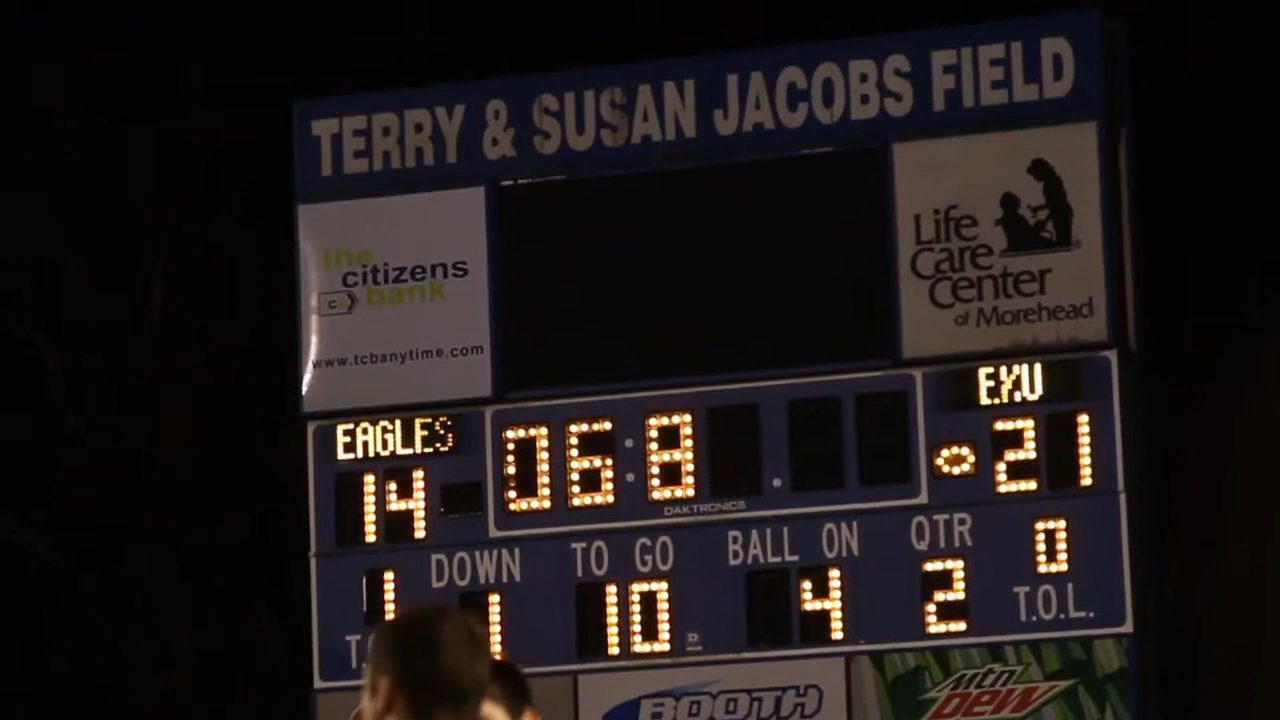 TERRY & SUSAN JACOBS FIELD
the
citizens
bank
www.tcbanytime.com
Life
Care
Center
of Morehead
EAGLES
14
06:8
.
DAKTRONICS
21
1
DOWN
1
TO GO
10
BALL ON
4
QTR
2
0
T.O.L.
BOOTH
Mtn
DEW